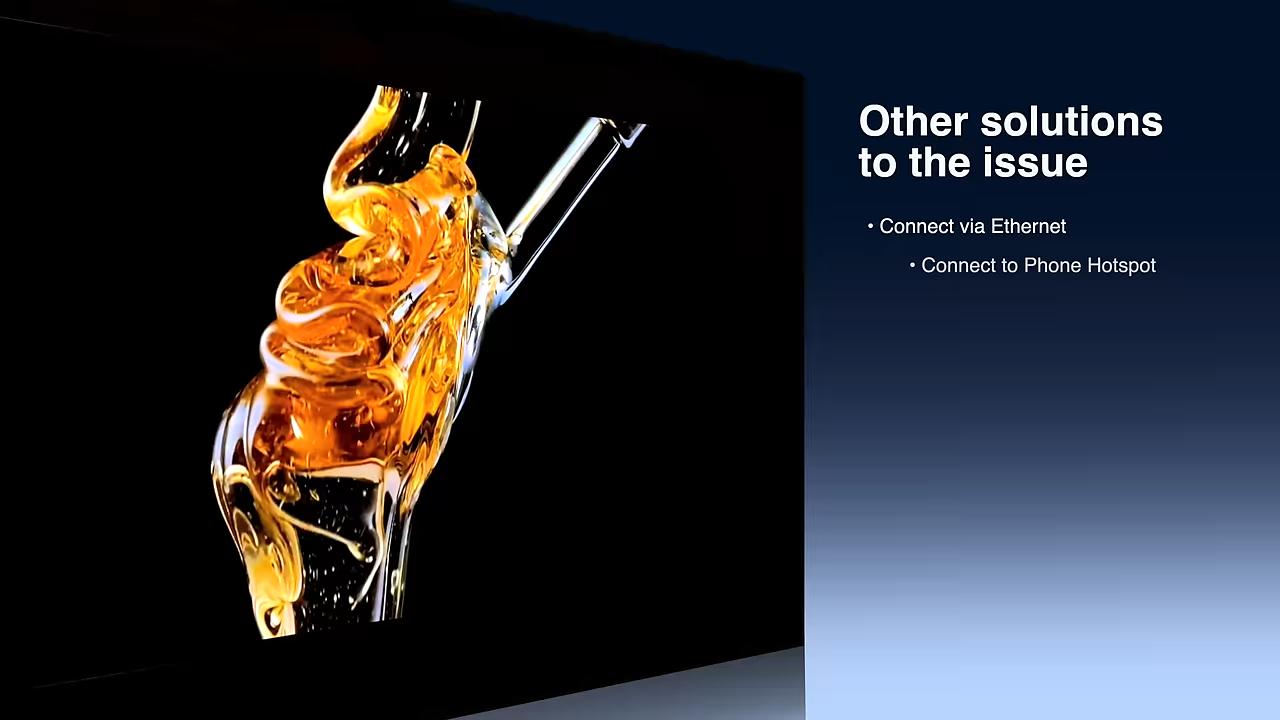 Other solutions
to the issue
• Connect via Ethernet
• Connect to Phone Hotspot